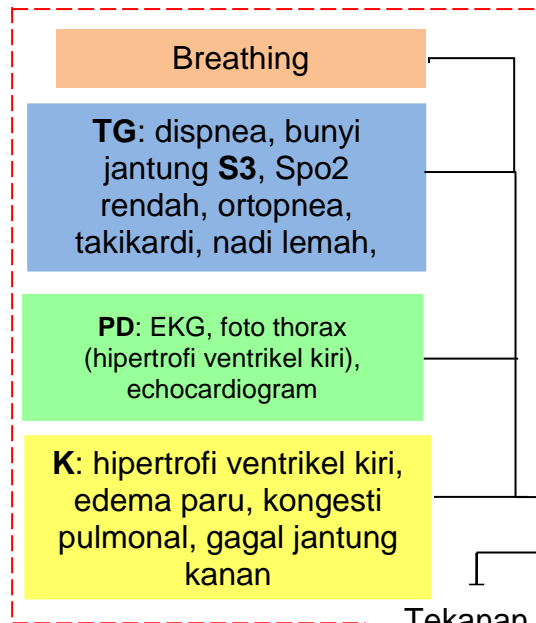 Breathing
TG: dispnea, bunyi
jantung S3, Spo2
rendah, ortopnea,
takikardi, nadi lemah,
PD: EKG, foto thorax
(hipertrofi ventrikel kiri),
echocardiogram
K: hipertrofi ventrikel kiri,
edema paru, kongesti
pulmonal, gagal jantung
kanan
Tekanan